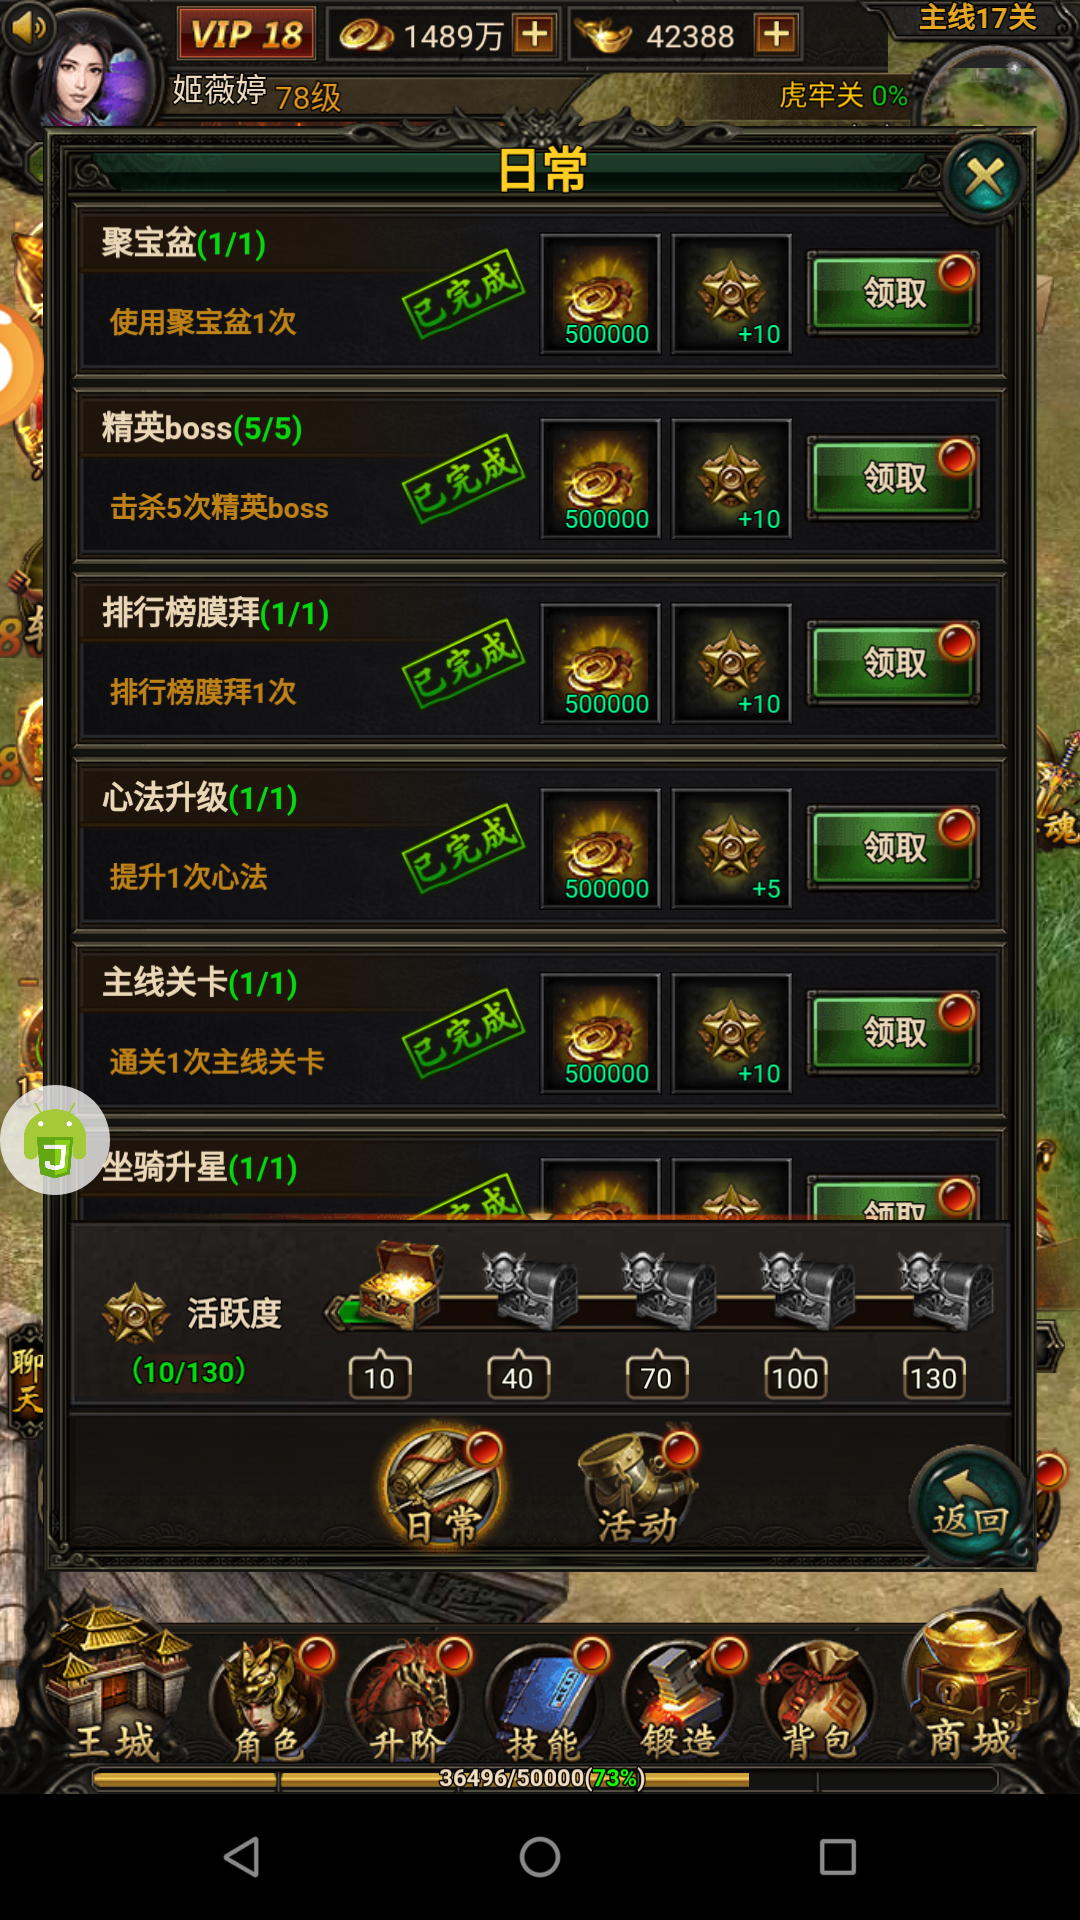 主线17关
VIP 18
1489万
42388
姬薇婷 78级
虎牢关 0%
日常
聚宝盆(1/1)
使用聚宝盆1次
已完成
500000
+10
领取
精英boss(5/5)
击杀5次精英boss
已完成
500000
+10
领取
排行榜膜拜(1/1)
排行榜膜拜1次
已完成
500000
+10
领取
心法升级(1/1)
提升1次心法
已完成
500000
+5
领取
主线关卡(1/1)
通关1次主线关卡
已完成
500000
+10
领取
坐骑升星(1/1)
已完成
领取
魂
聊天
活跃度
(10/130)
10
40
70
100
130
日常
活动
返回
王城
角色
升阶
技能
锻造
背包
商城
36496/50000(73%)